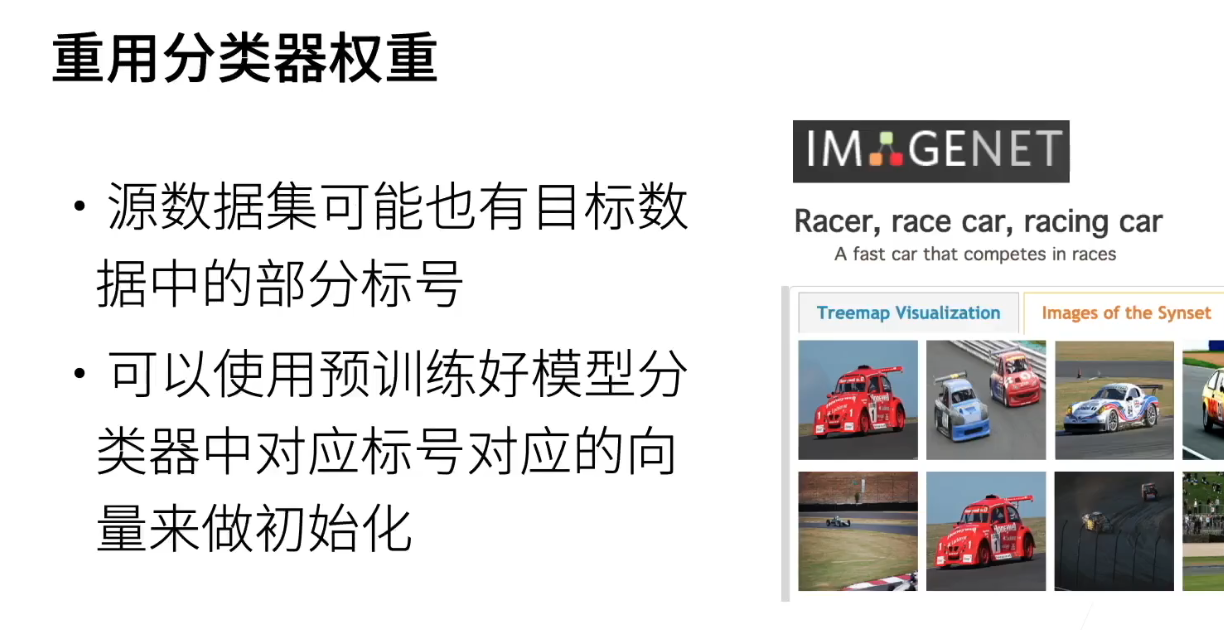 重用分类器权重
• 源数据集可能也有目标数
据中的部分标号
• 可以使用预训练好模型分
类器中对应标号对应的向
量来做初始化
IMAGENET
Racer, race car, racing car
A fast car that competes in races
Treemap Visualization
Images of the Synset